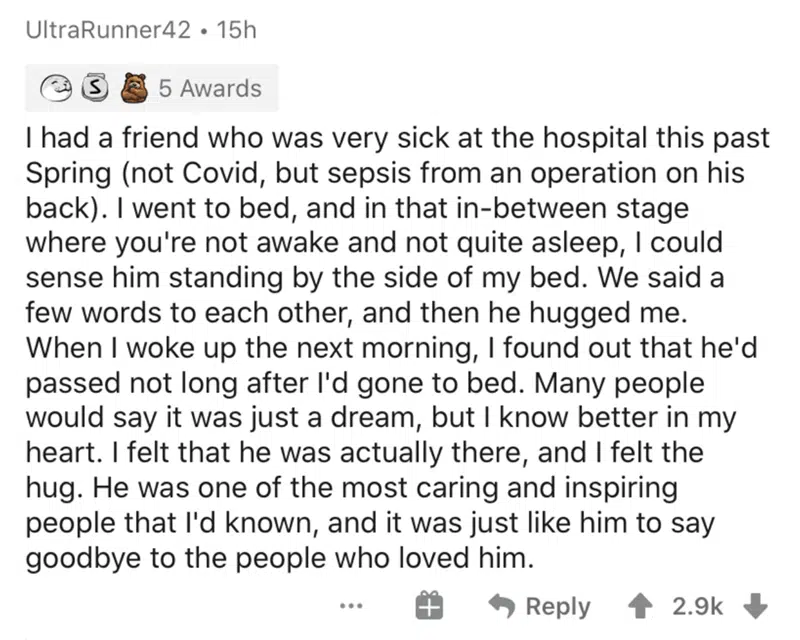 UltraRunner42 • 15h
S 5 Awards
I had a friend who was very sick at the hospital this past
Spring (not Covid, but sepsis from an operation on his
back). I went to bed, and in that in-between stage
where you're not awake and not quite asleep, I could
sense him standing by the side of my bed. We said a
few words to each other, and then he hugged me.
When I woke up the next morning, I found out that he'd
passed not long after I'd gone to bed. Many people
would say it was just a dream, but I know better in my
heart. I felt that he was actually there, and I felt the
hug. He was one of the most caring and inspiring
people that I'd known, and it was just like him to say
goodbye to the people who loved him.
... Reply 2.9k